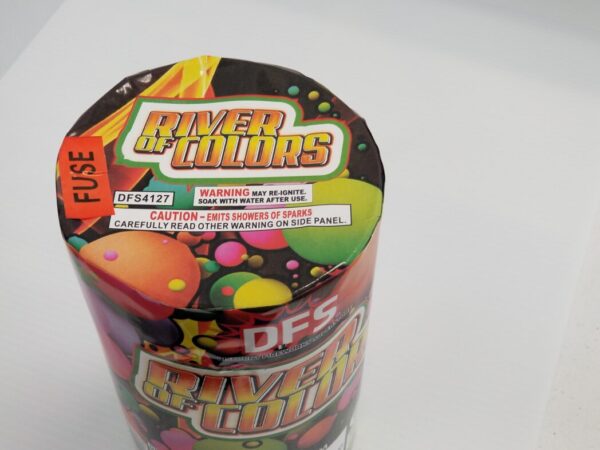 RIVER
OF COLORS
FUSE
DFS4127
WARNING MAY RE-IGNITE.
SOAK WITH WATER AFTER USE.
CAUTION – EMITS SHOWERS OF SPARKS
CAREFULLY READ OTHER WARNING ON SIDE PANEL.
DFS
RIVER
OF COLOR